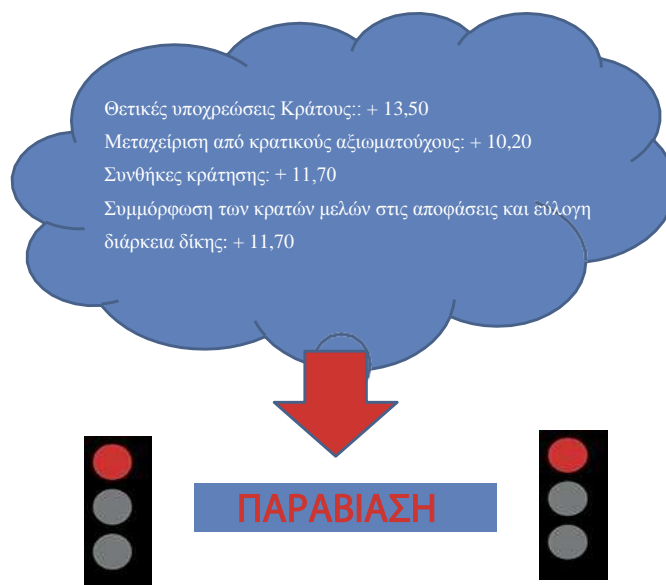 Θετικές υποχρεώσεις Κράτους:: + 13,50
Μεταχείριση από κρατικούς αξιωματούχους: + 10,20
Συνθήκες κράτησης: + 11,70
Συμμόρφωση των κρατών μελών στις αποφάσεις και εύλογη
διάρκεια δίκης: + 11,70
ΠΑΡΑΒΙΑΣΗ